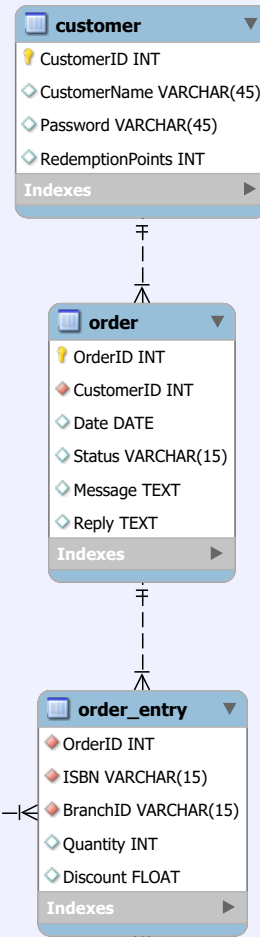 customer
CustomerID INT
CustomerName VARCHAR(45)
Password VARCHAR(45)
RedemptionPoints INT
Indexes
order
OrderID INT
CustomerID INT
Date DATE
Status VARCHAR(15)
Message TEXT
Reply TEXT
Indexes
order_entry
OrderID INT
ISBN VARCHAR(15)
BranchID VARCHAR(15)
Quantity INT
Discount FLOAT
Indexes